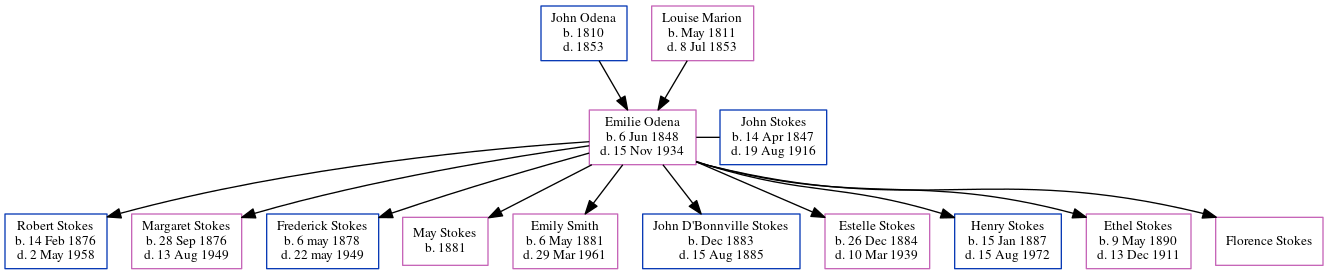 John Odena
b. 1810
d. 1853
Louise Marion
b. May 1811
d. 8 Jul 1853
Emilie Odena
b. 6 Jun 1848
d. 15 Nov 1934
John Stokes
b. 14 Apr 1847
d. 19 Aug 1916
Robert Stokes
b. 14 Feb 1876
d. 2 May 1958
Margaret Stokes
b. 28 Sep 1876
d. 13 Aug 1949
Frederick Stokes
b. 6 may 1878
d. 22 may 1949
May Stokes
b. 1881
Emily Smith
b. 6 May 1881
d. 29 Mar 1961
John D'Bonnville Stokes
b. Dec 1883
d. 15 Aug 1885
Estelle Stokes
b. 26 Dec 1884
d. 10 Mar 1939
Henry Stokes
b. 15 Jan 1887
d. 15 Aug 1972
Ethel Stokes
b. 9 May 1890
d. 13 Dec 1911
Florence Stokes